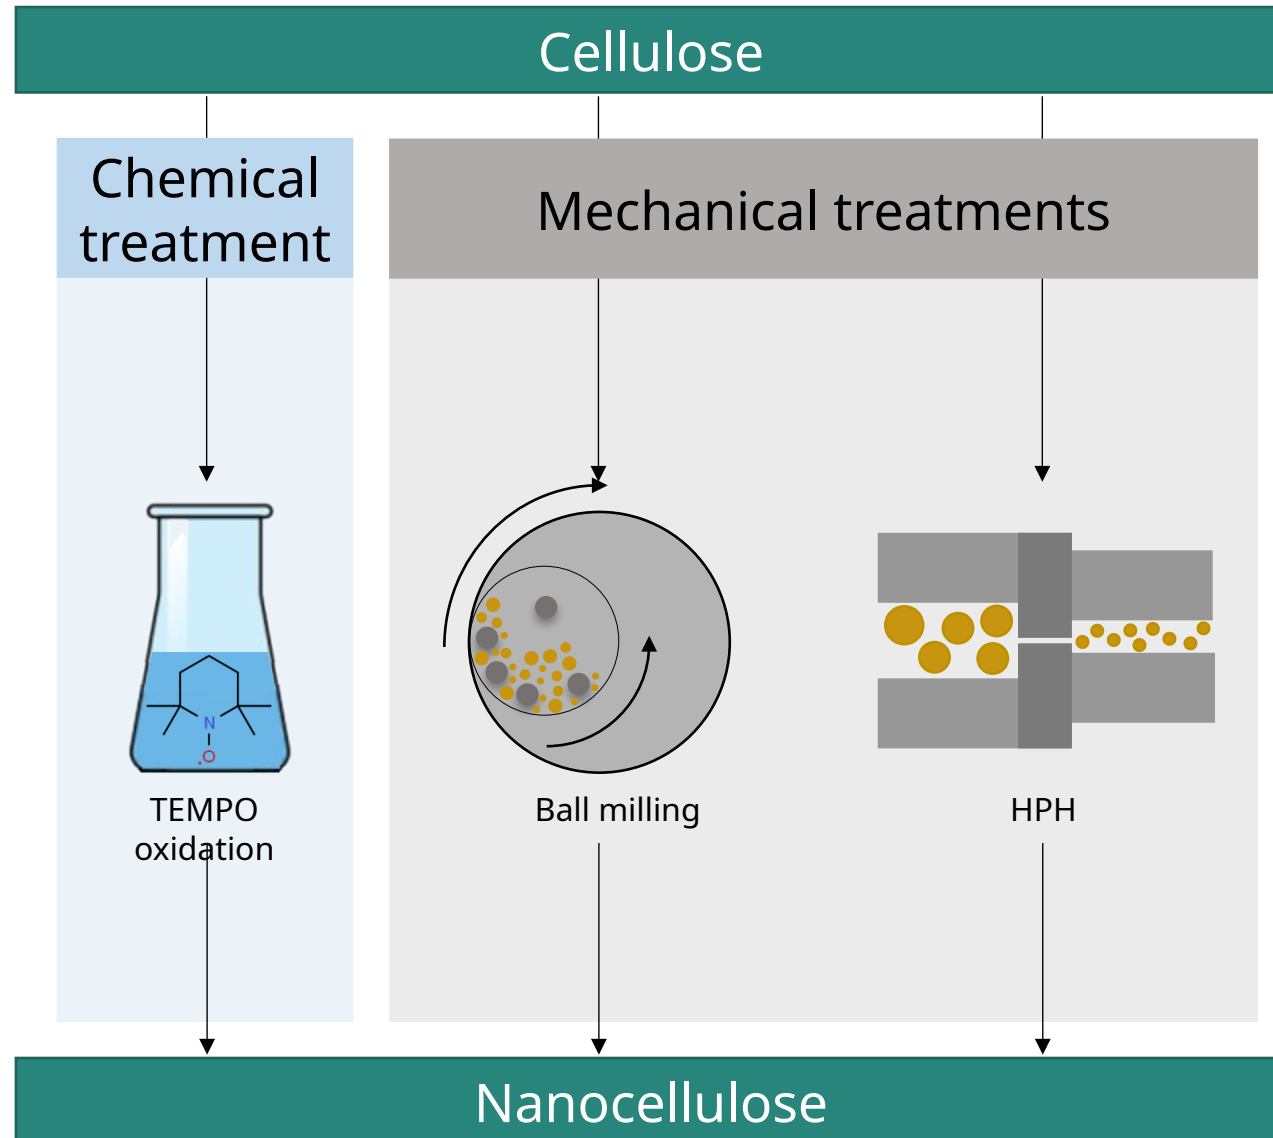 Cellulose
Chemical
treatment
Mechanical treatments
N
.O
TEMPO
oxidation
Ball milling
HPH
Nanocellulose